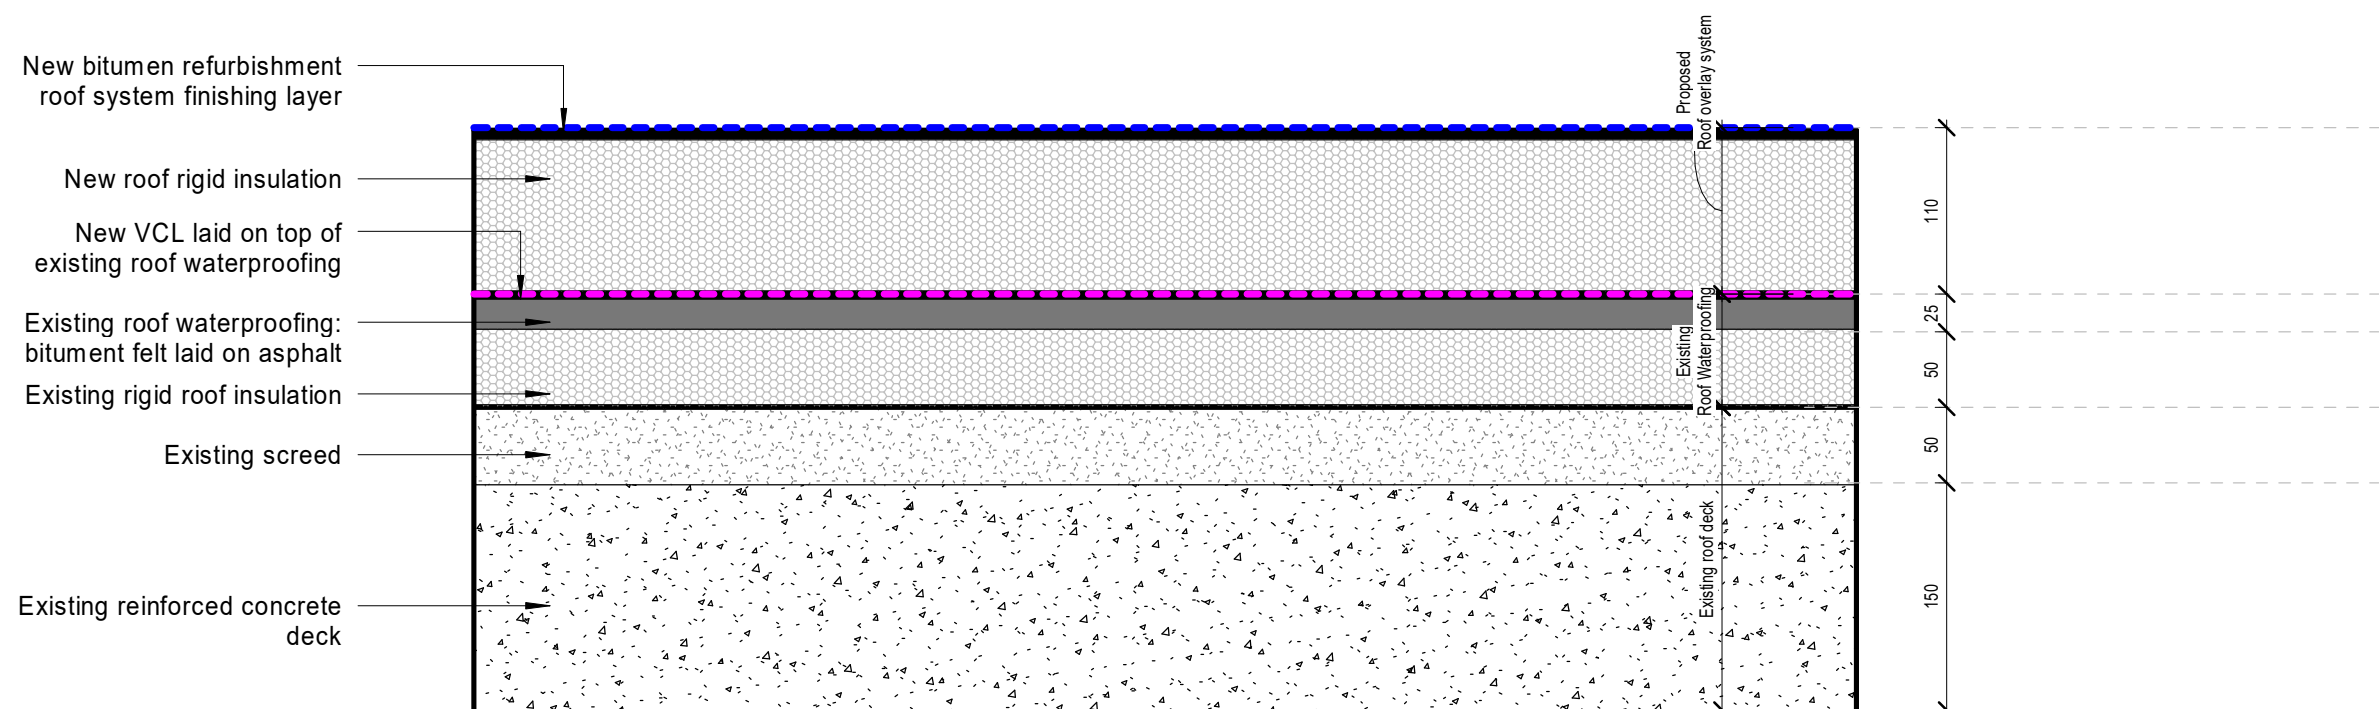 New bitumen refurbishment
roof system finishing layer
New roof rigid insulation
New VCL laid on top of
existing roof waterproofing
Existing roof waterproofing:
bitument felt laid on asphalt
Existing rigid roof insulation
Existing screed
Existing reinforced concrete
deck
Proposed
Roof overlay system
Existing
Roof Waterproofing
Existing roof deck
110
25
50
50
150